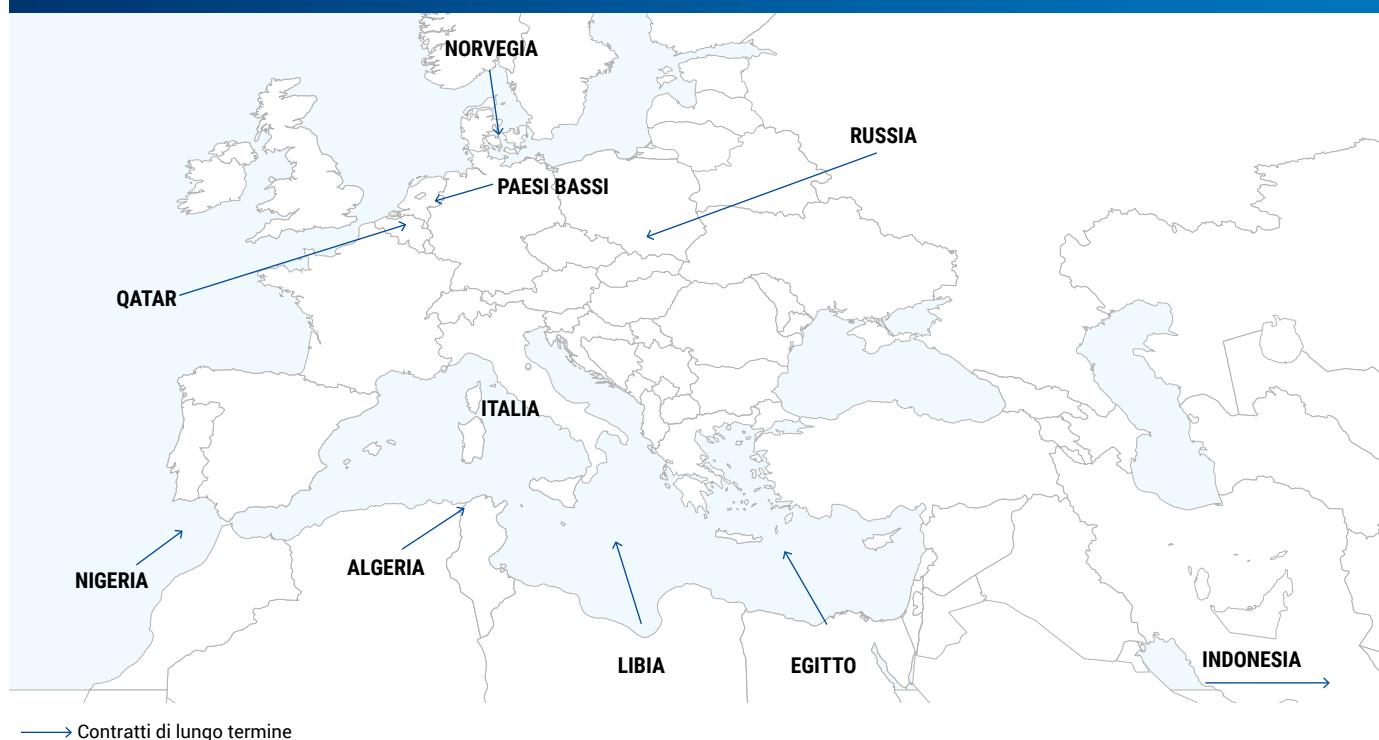 NORVEGIA
RUSSIA
PAESI BASSI
QATAR
ITALIA
ALGERIA
NIGERIA
LIBIA
EGITTO
INDONESIA
Contratti di lungo termine